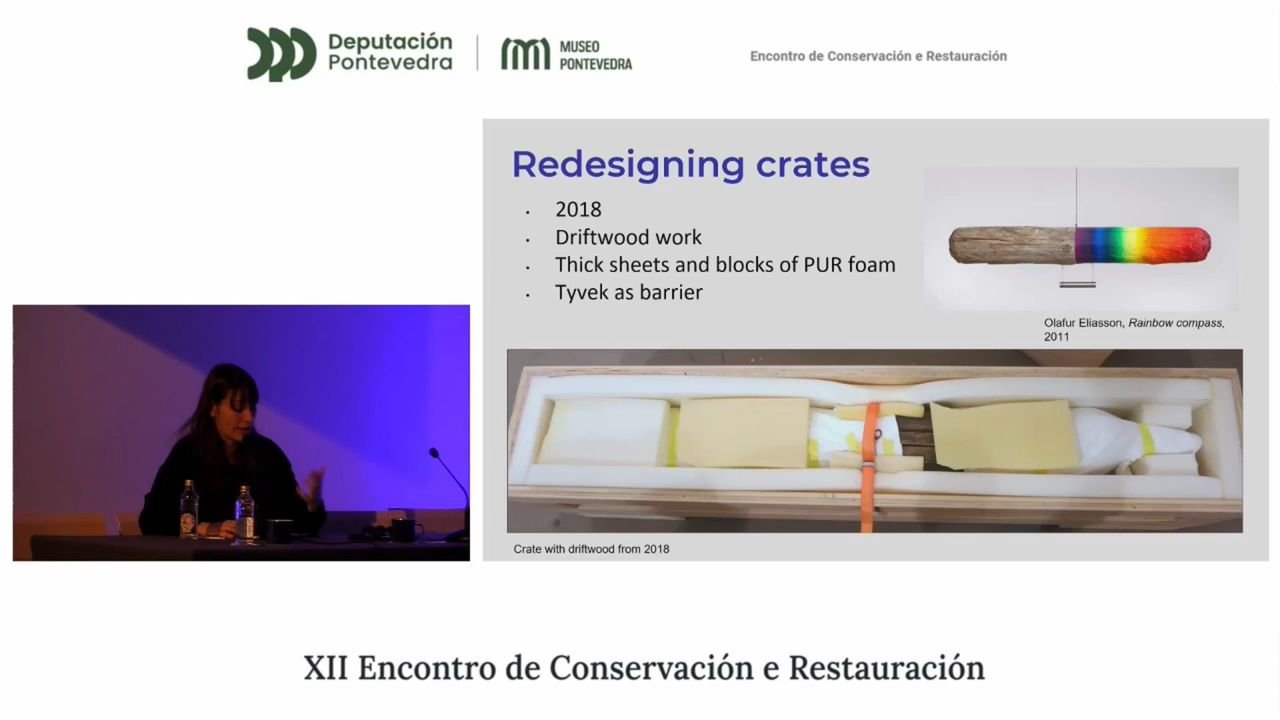 Deputación
Pontevedra
MUSEO
PONTEVEDRA
Encontro de Conservación e Restauración
Redesigning crates
• 2018
• Driftwood work
• Thick sheets and blocks of PUR foam
• Tyvek as barrier
Olafur Eliasson, Rainbow compass,
2011
Crate with driftwood from 2018
XII Encontro de Conservación e Restauración